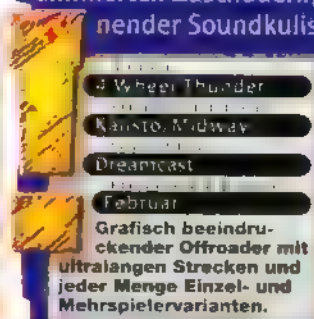 nender Soundkulis
4 Wheel Thunder
Kalisto/Midway
Dreamcast
Februar
Grafisch beeindru-
ckender Offroader mit
ultralangen Strecken und
jeder Menge Einzel- und
Mehrspielervarianten.